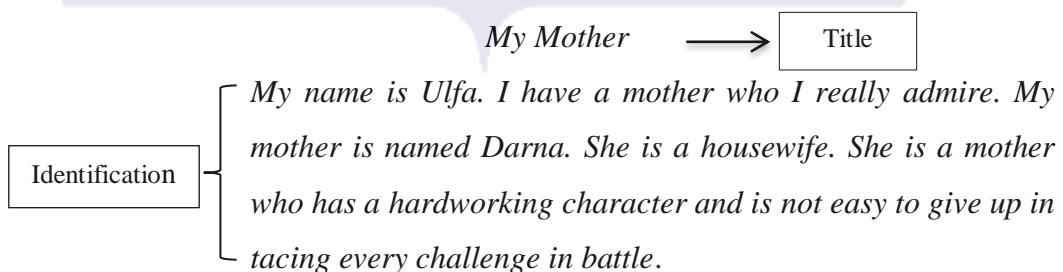 My Mother Title
My name is Ulfa. I have a mother who I really admire. My
mother is named Darna. She is a housewife. She is a mother
Identification
who has a hardworking character and is not easy to give up in
tacing every challenge in battle.